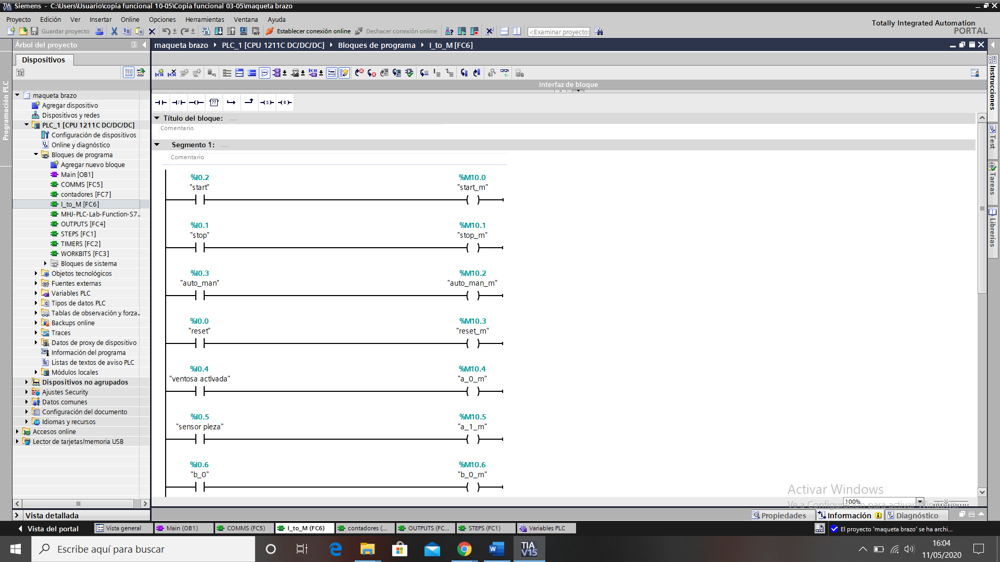 Siemens - C:\Users\Usuario\copia funcional 10-05\Copia funcional 03-05\maqueta brazo
Proyecto Edición Ver Insertar Online Opciones Herramientas Ventana Ayuda
Totally Integrated Automation
PORTAL
Guardar proyecto
Establecer conexión online
Deshacer conexión online
<Examinar proyecto>
Árbol del proyecto
maqueta brazo
PLC_1 [CPU 1211C DC/DC/DC]
Bloques de programa
I_to_M [FC6]
Dispositivos
Programación PLC
Interfaz de bloque
maqueta brazo
Agregar dispositivo
Dispositivos y redes
PLC_1 [CPU 1211C DC/DC/DC]
Configuración de dispositivos
Online y diagnóstico
Bloques de programa
Agregar nuevo bloque
Main [OB1]
COMMS [FC5]
contadores [FC7]
I_to_M [FC6]
MHJ-PLC-Lab-Function-S7..
OUTPUTS [FC4]
STEPS [FC1]
TIMERS [FC2]
WORKBITS [FC3]
Bloques de sistema
Objetos tecnológicos
Fuentes externas
Variables PLC
Tipos de datos PLC
Tablas de observación y forza..
Backups online
Traces
Datos de proxy de dispositivo
Información del programa
Listas de textos de aviso PLC
Módulos locales
Dispositivos no agrupados
Ajustes Security
Datos comunes
Configuración del documento
Idiomas y recursos
Accesos online
Lector de tarjetas/memoria USB
Vista detallada
Título del bloque: .....
Comentario
Segmento 1: .....
Comentario
%I0.2 %M10.0
"start" "start_m"
%I0.1 %M10.1
"stop" "stop_m"
%I0.3 %M10.2
"auto_man" "auto_man_m"
%I0.0 %M10.3
"reset" "reset_m"
%I0.4 %M10.4
"ventosa activada" "a_0_m"
%I0.5 %M10.5
"sensor pieza" "a_1_m"
%I0.6 %M10.6
"b_0" "b_0_m"
Instrucciones
Test
Tareas
Librerías
Activar Windows
Ve a Configuración para activar Windows.
100%
Propiedades
Información
Diagnóstico
Vista del portal
Vista general
Main (OB1)
COMMS (FC5)
I_to_M (FC6)
contadores (...
OUTPUTS (FC...
STEPS (FC1)
Variables PLC
El proyecto 'maqueta brazo' se ha archi...
Escribe aquí para buscar
TIA
V15
16:04
11/05/2020